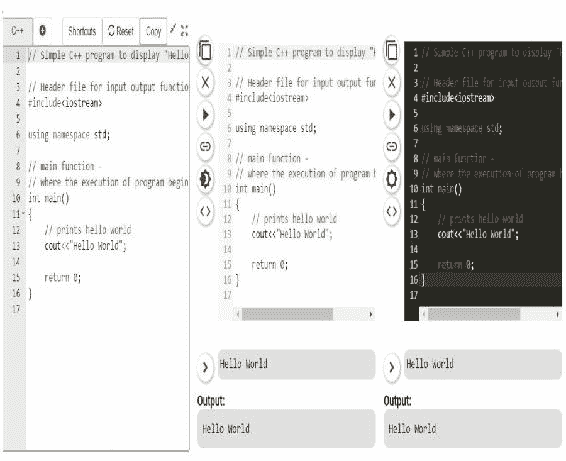 C++
Shortcuts
Reset
Copy
1 // Simple C++ program to display "Hello
2
3 // Header file for input output functio
4 #include<iostream>
5
6 using namespace std;
7
8 // main function -
9 // where the execution of program begin
10 int main()
11 {
12 // prints hello world
13 cout<<"Hello World";
14
15 return 0;
16 }
17
1 // Simple C++ program to display "H
2
3 // Header file for input output fur
4 #include<iostream>
5
6 using namespace std;
7
8 // main function -
9 // where the execution of program b
10 int main()
11 {
12 // prints hello world
13 cout<<"Hello World";
14
15 return 0;
16 }
17
Hello World
Output:
Hello World
1 // Simple C++ program to display "H
2
3 // Header file for input output fur
4 #include<iostream>
5
6 using namespace std;
7
8 // main function -
9 // where the execution of program b
10 int main()
11 {
12 // prints hello world
13 cout<<"Hello World";
14
15 return 0;
16 }
17
Hello World
Output:
Hello World